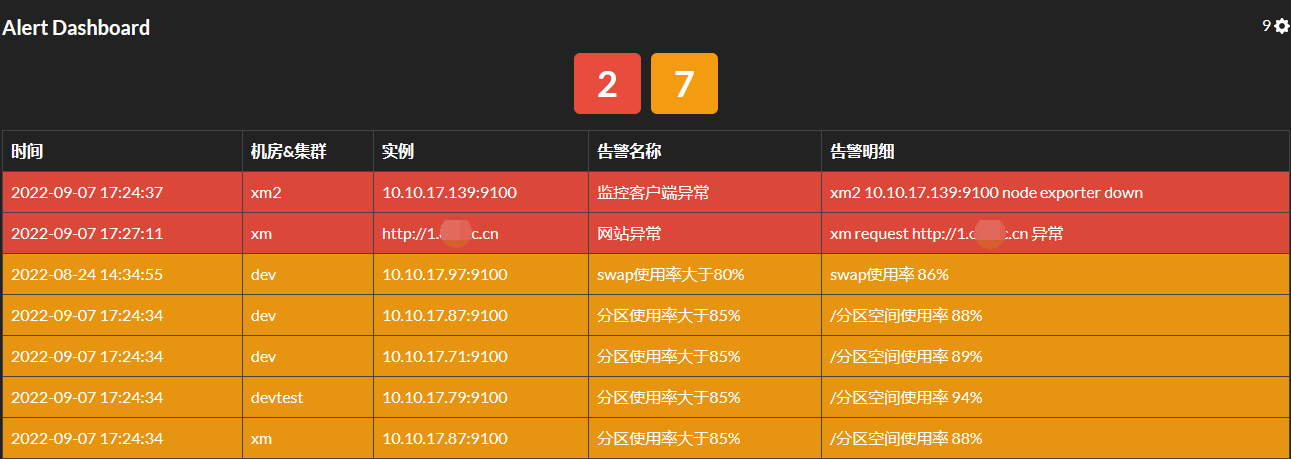 Alert Dashboard 9
2 7
时间 机房&集群 实例 告警名称 告警明细
2022-09-07 17:24:37 xm2 10.10.17.139:9100 监控客户端异常 xm2 10.10.17.139:9100 node exporter down
2022-09-07 17:27:11 xm 网站异常 xm request 异常
2022-08-24 14:34:55 dev 10.10.17.97:9100 swap使用率大于80% swap使用率 86%
2022-09-07 17:24:34 dev 10.10.17.87:9100 分区使用率大于85% /分区空间使用率 88%
2022-09-07 17:24:34 dev 10.10.17.71:9100 分区使用率大于85% /分区空间使用率 89%
2022-09-07 17:24:34 devtest 10.10.17.79:9100 分区使用率大于85% /分区空间使用率 94%
2022-09-07 17:24:34 xm 10.10.17.87:9100 分区使用率大于85% /分区空间使用率 88%